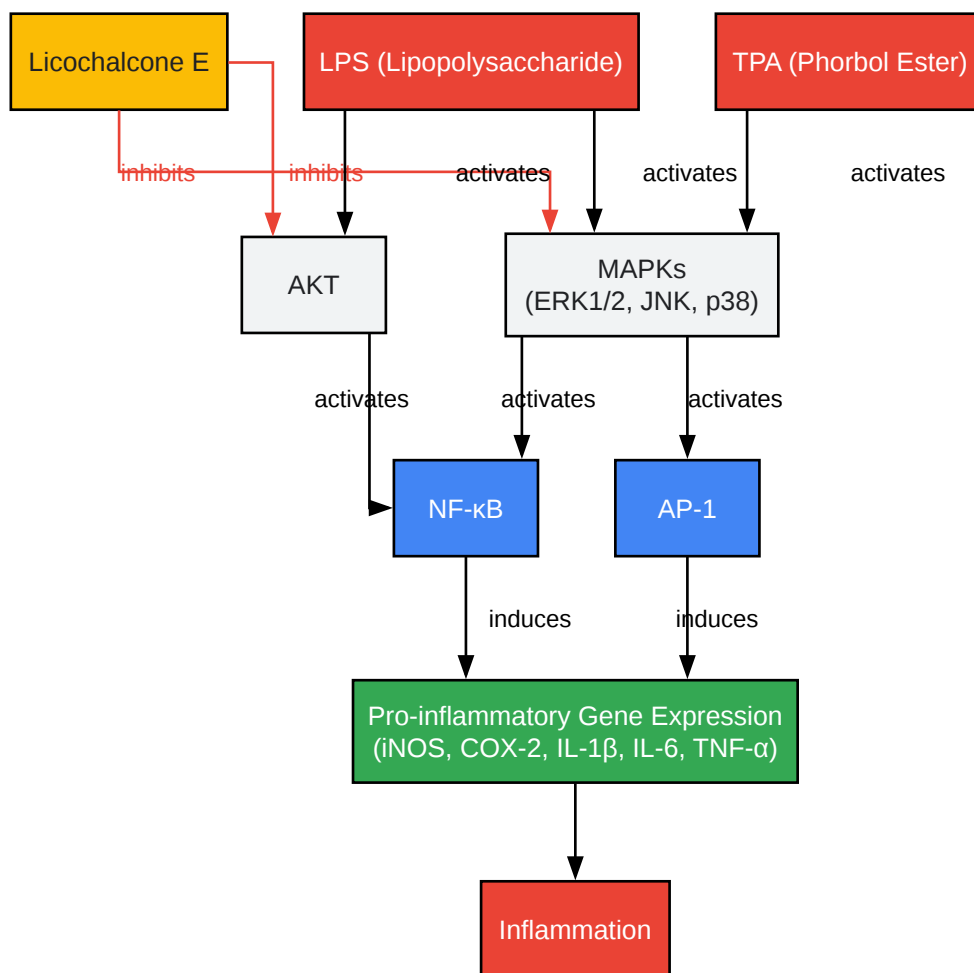 Licochalcone E
LPS (Lipopolysaccharide)
TPA (Phorbol Ester)
inhibits
inhibits
activates
activates
activates
AKT
MAPKs
(ERK1/2, JNK, p38)
activates
activates
activates
NF-κB
AP-1
induces
induces
Pro-inflammatory Gene Expression
(iNOS, COX-2, IL-1β, IL-6, TNF-α)
Inflammation